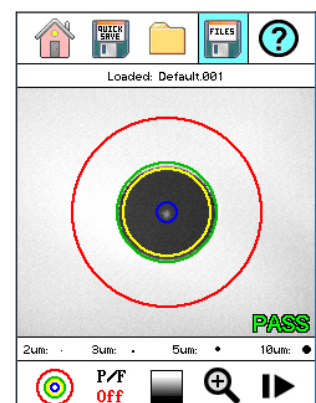 QUICK
SAVE
FILES
?
Loaded: Default.001
PASS
2um: 3um: 5um: 10um:
P/F
Off